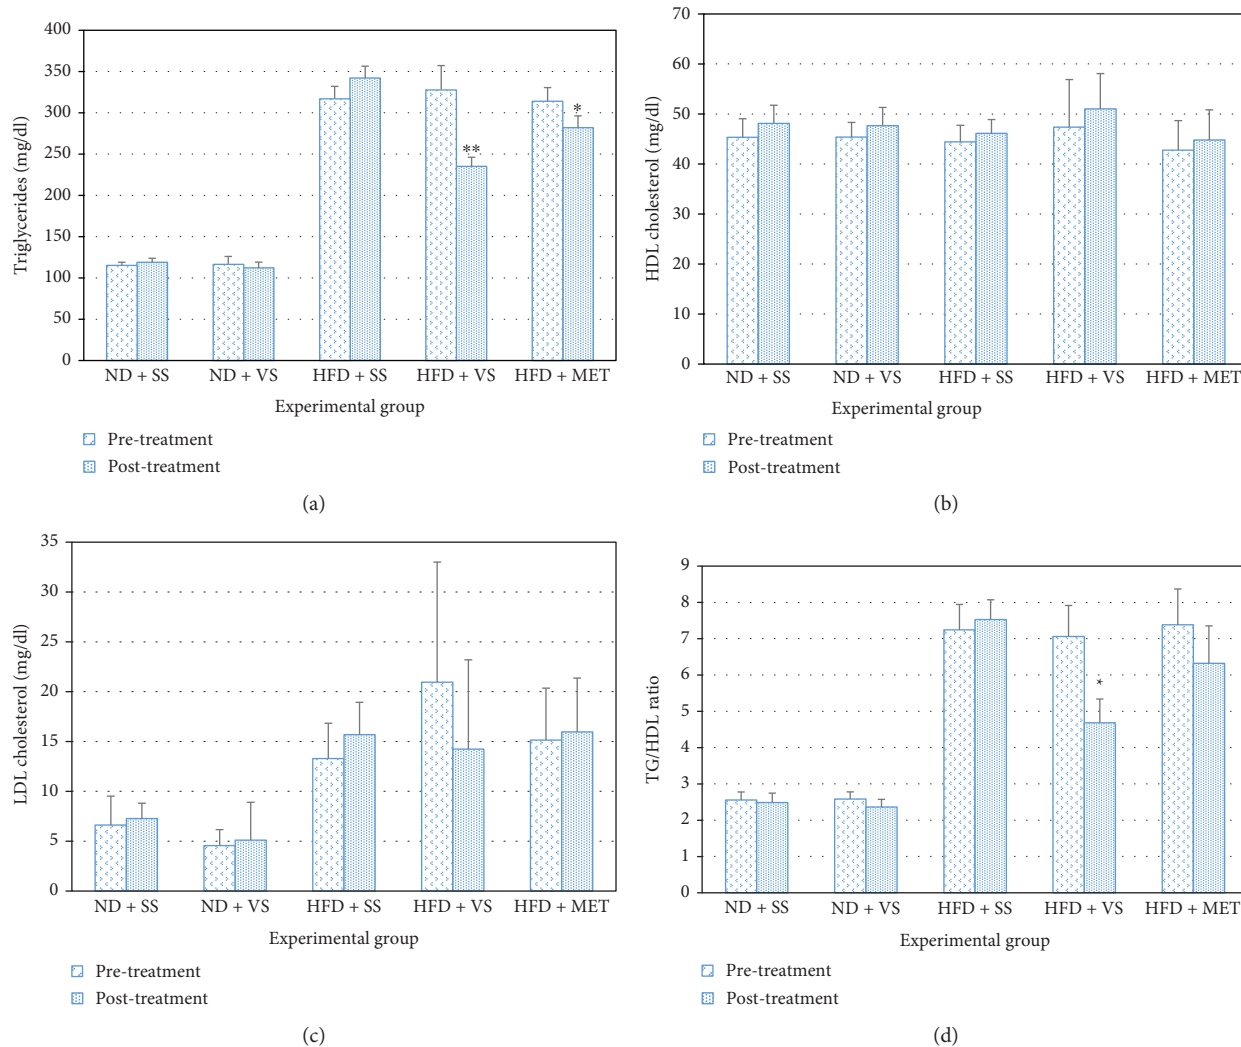 Triglycerides (mg/dl)
400
350
300
250
200
150
100
50
0
**
*
ND + SS
ND + VS
HFD + SS
HFD + VS
HFD + MET
Experimental group
Pre-treatment
Post-treatment
(a)
HDL cholesterol (mg/dl)
70
60
50
40
30
20
10
0
ND + SS
ND + VS
HFD + SS
HFD + VS
HFD + MET
Experimental group
Pre-treatment
Post-treatment
(b)
LDL cholesterol (mg/dl)
35
30
25
20
15
10
5
0
ND + SS
ND + VS
HFD + SS
HFD + VS
HFD + MET
Experimental group
Pre-treatment
Post-treatment
(c)
TG/HDL ratio
9
8
7
6
5
4
3
2
1
0
*
ND + SS
ND + VS
HFD + SS
HFD + VS
HFD + MET
Experimental group
Pre-treatment
Post-treatment
(d)